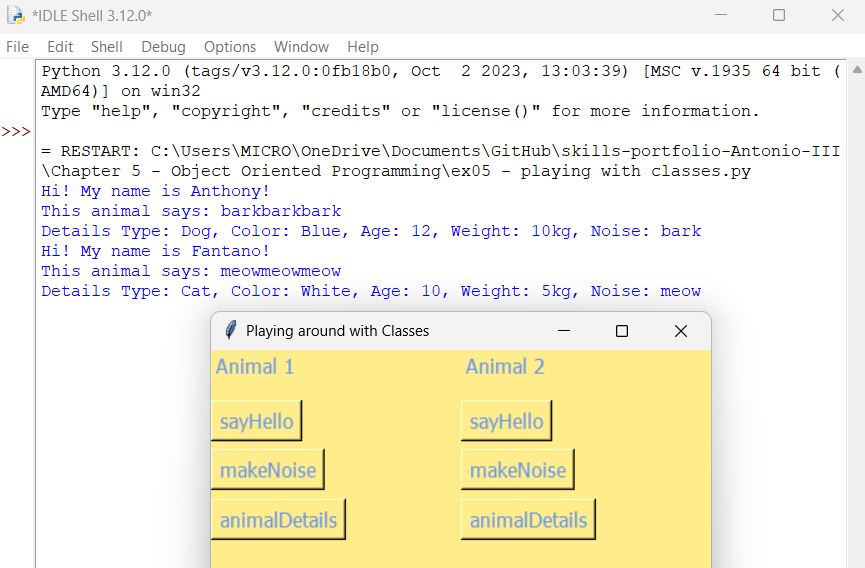 *IDLE Shell 3.12.0*
File Edit Shell Debug Options Window Help
Python 3.12.0 (tags/v3.12.0:0fb18b0, Oct  2 2023, 13:03:39) [MSC v.1935 64 bit (
AMD64)] on win32
Type "help", "copyright", "credits" or "license()" for more information.
>>>
= RESTART: C:\Users\MICRO\OneDrive\Documents\GitHub\skills-portfolio-Antonio-III
\Chapter 5 - Object Oriented Programming\ex05 - playing with classes.py
Hi! My name is Anthony!
This animal says: barkbarkbark
Details Type: Dog, Color: Blue, Age: 12, Weight: 10kg, Noise: bark
Hi! My name is Fantano!
This animal says: meowmeowmeow
Details Type: Cat, Color: White, Age: 10, Weight: 5kg, Noise: meow
Playing around with Classes
Animal 1 Animal 2
sayHello sayHello
makeNoise makeNoise
animalDetails animalDetails